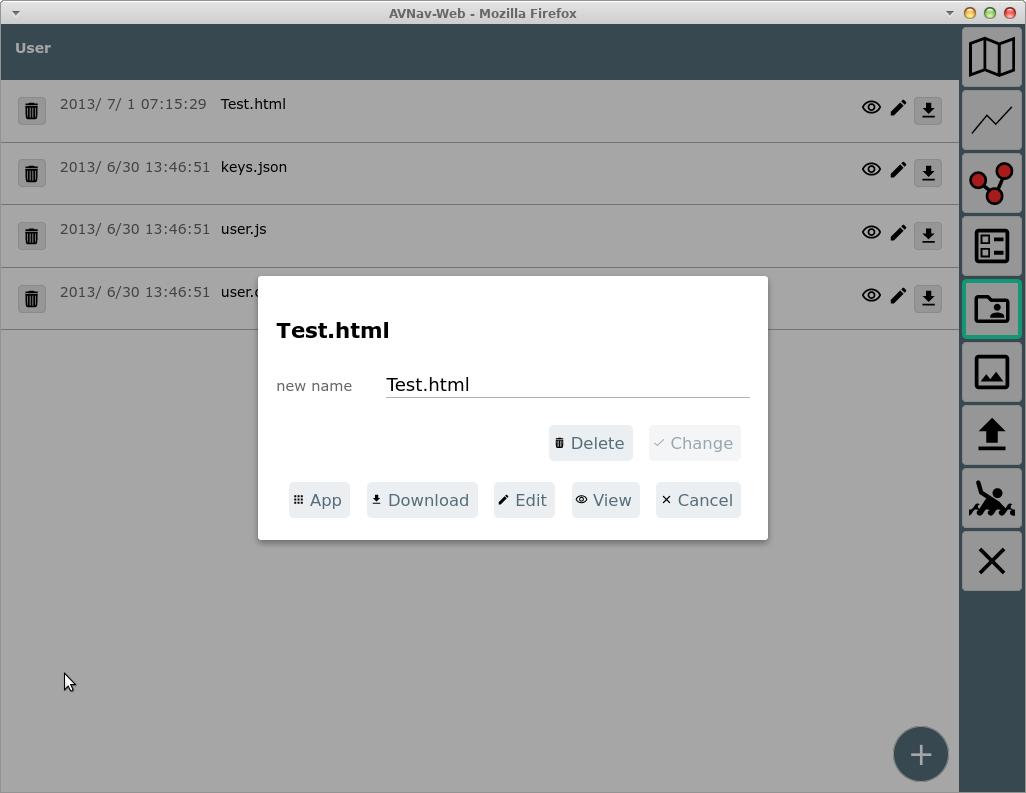 AVNav-Web - Mozilla Firefox
User
2013/ 7/ 1 07:15:29 Test.html
2013/ 6/30 13:46:51 keys.json
2013/ 6/30 13:46:51 user.js
2013/ 6/30 13:46:51
Test.html
new name Test.html
Delete Change
App Download Edit View Cancel